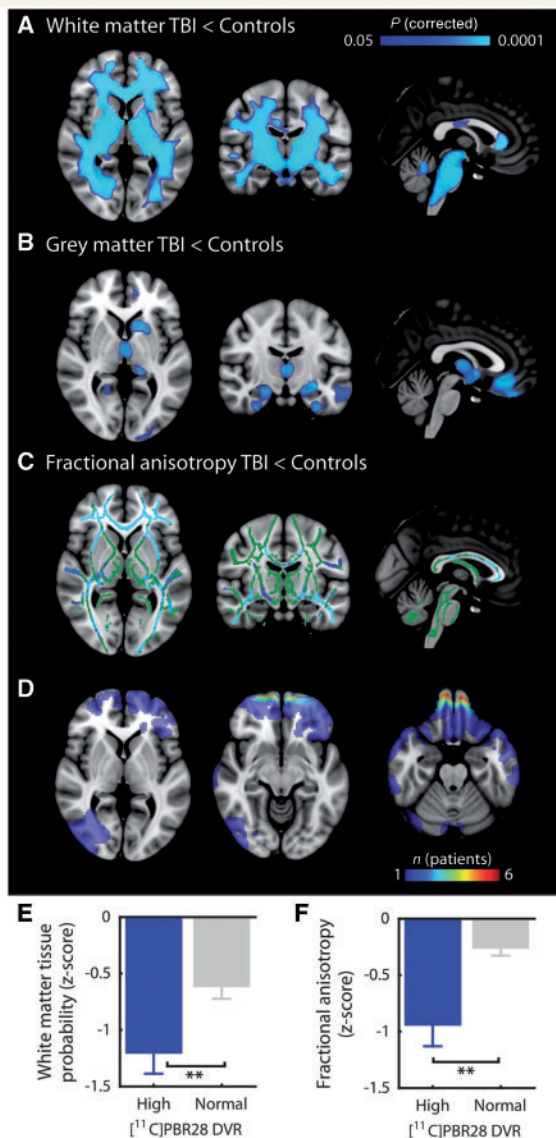 A White matter TBI < Controls
P (corrected)
0.05 0.0001
B Grey matter TBI < Controls
C Fractional anisotropy TBI < Controls
D
n (patients)
1 6
E
White matter tissue
probability (z-score)
0
-0.5
-1
-1.5
**
High Normal
[¹¹C]PBR28 DVR
F
Fractional anisotropy
(z-score)
0
-0.5
-1
-1.5
**
High Normal
[¹¹C]PBR28 DVR